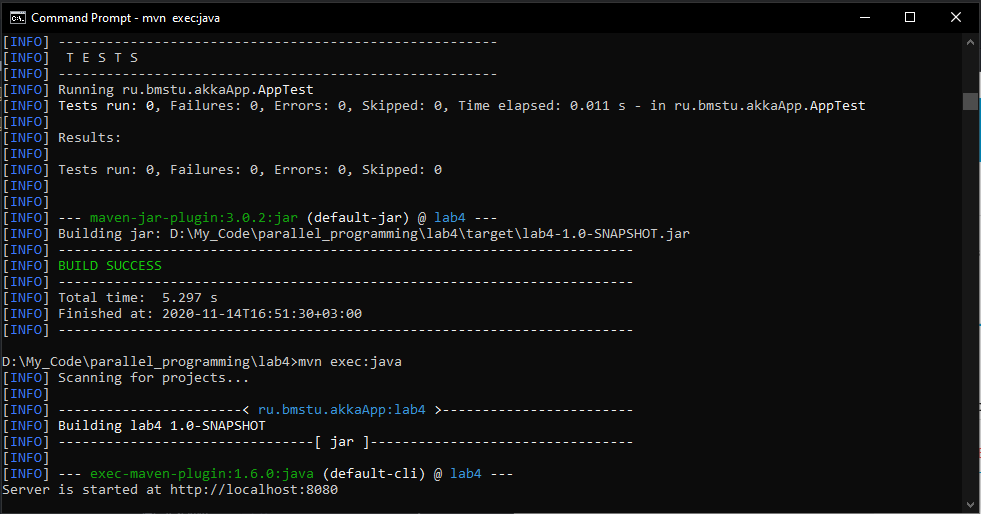 Command Prompt - mvn  exec:java
[INFO] -------------------------------------------------------
[INFO]  T E S T S
[INFO] -------------------------------------------------------
[INFO] Running ru.bmstu.akkaApp.AppTest
[INFO] Tests run: 0, Failures: 0, Errors: 0, Skipped: 0, Time elapsed: 0.011 s - in ru.bmstu.akkaApp.AppTest
[INFO]
[INFO] Results:
[INFO]
[INFO] Tests run: 0, Failures: 0, Errors: 0, Skipped: 0
[INFO]
[INFO]
[INFO] --- maven-jar-plugin:3.0.2:jar (default-jar) @ lab4 ---
[INFO] Building jar: D:\My_Code\parallel_programming\lab4\target\lab4-1.0-SNAPSHOT.jar
[INFO] ------------------------------------------------------------------------
[INFO] BUILD SUCCESS
[INFO] ------------------------------------------------------------------------
[INFO] Total time:  5.297 s
[INFO] Finished at: 2020-11-14T16:51:30+03:00
[INFO] ------------------------------------------------------------------------
D:\My_Code\parallel_programming\lab4>mvn exec:java
[INFO] Scanning for projects...
[INFO]
[INFO] -----------------------< ru.bmstu.akkaApp:lab4 >------------------------
[INFO] Building lab4 1.0-SNAPSHOT
[INFO] --------------------------------[ jar ]---------------------------------
[INFO]
[INFO] --- exec-maven-plugin:1.6.0:java (default-cli) @ lab4 ---
Server is started at http://localhost:8080